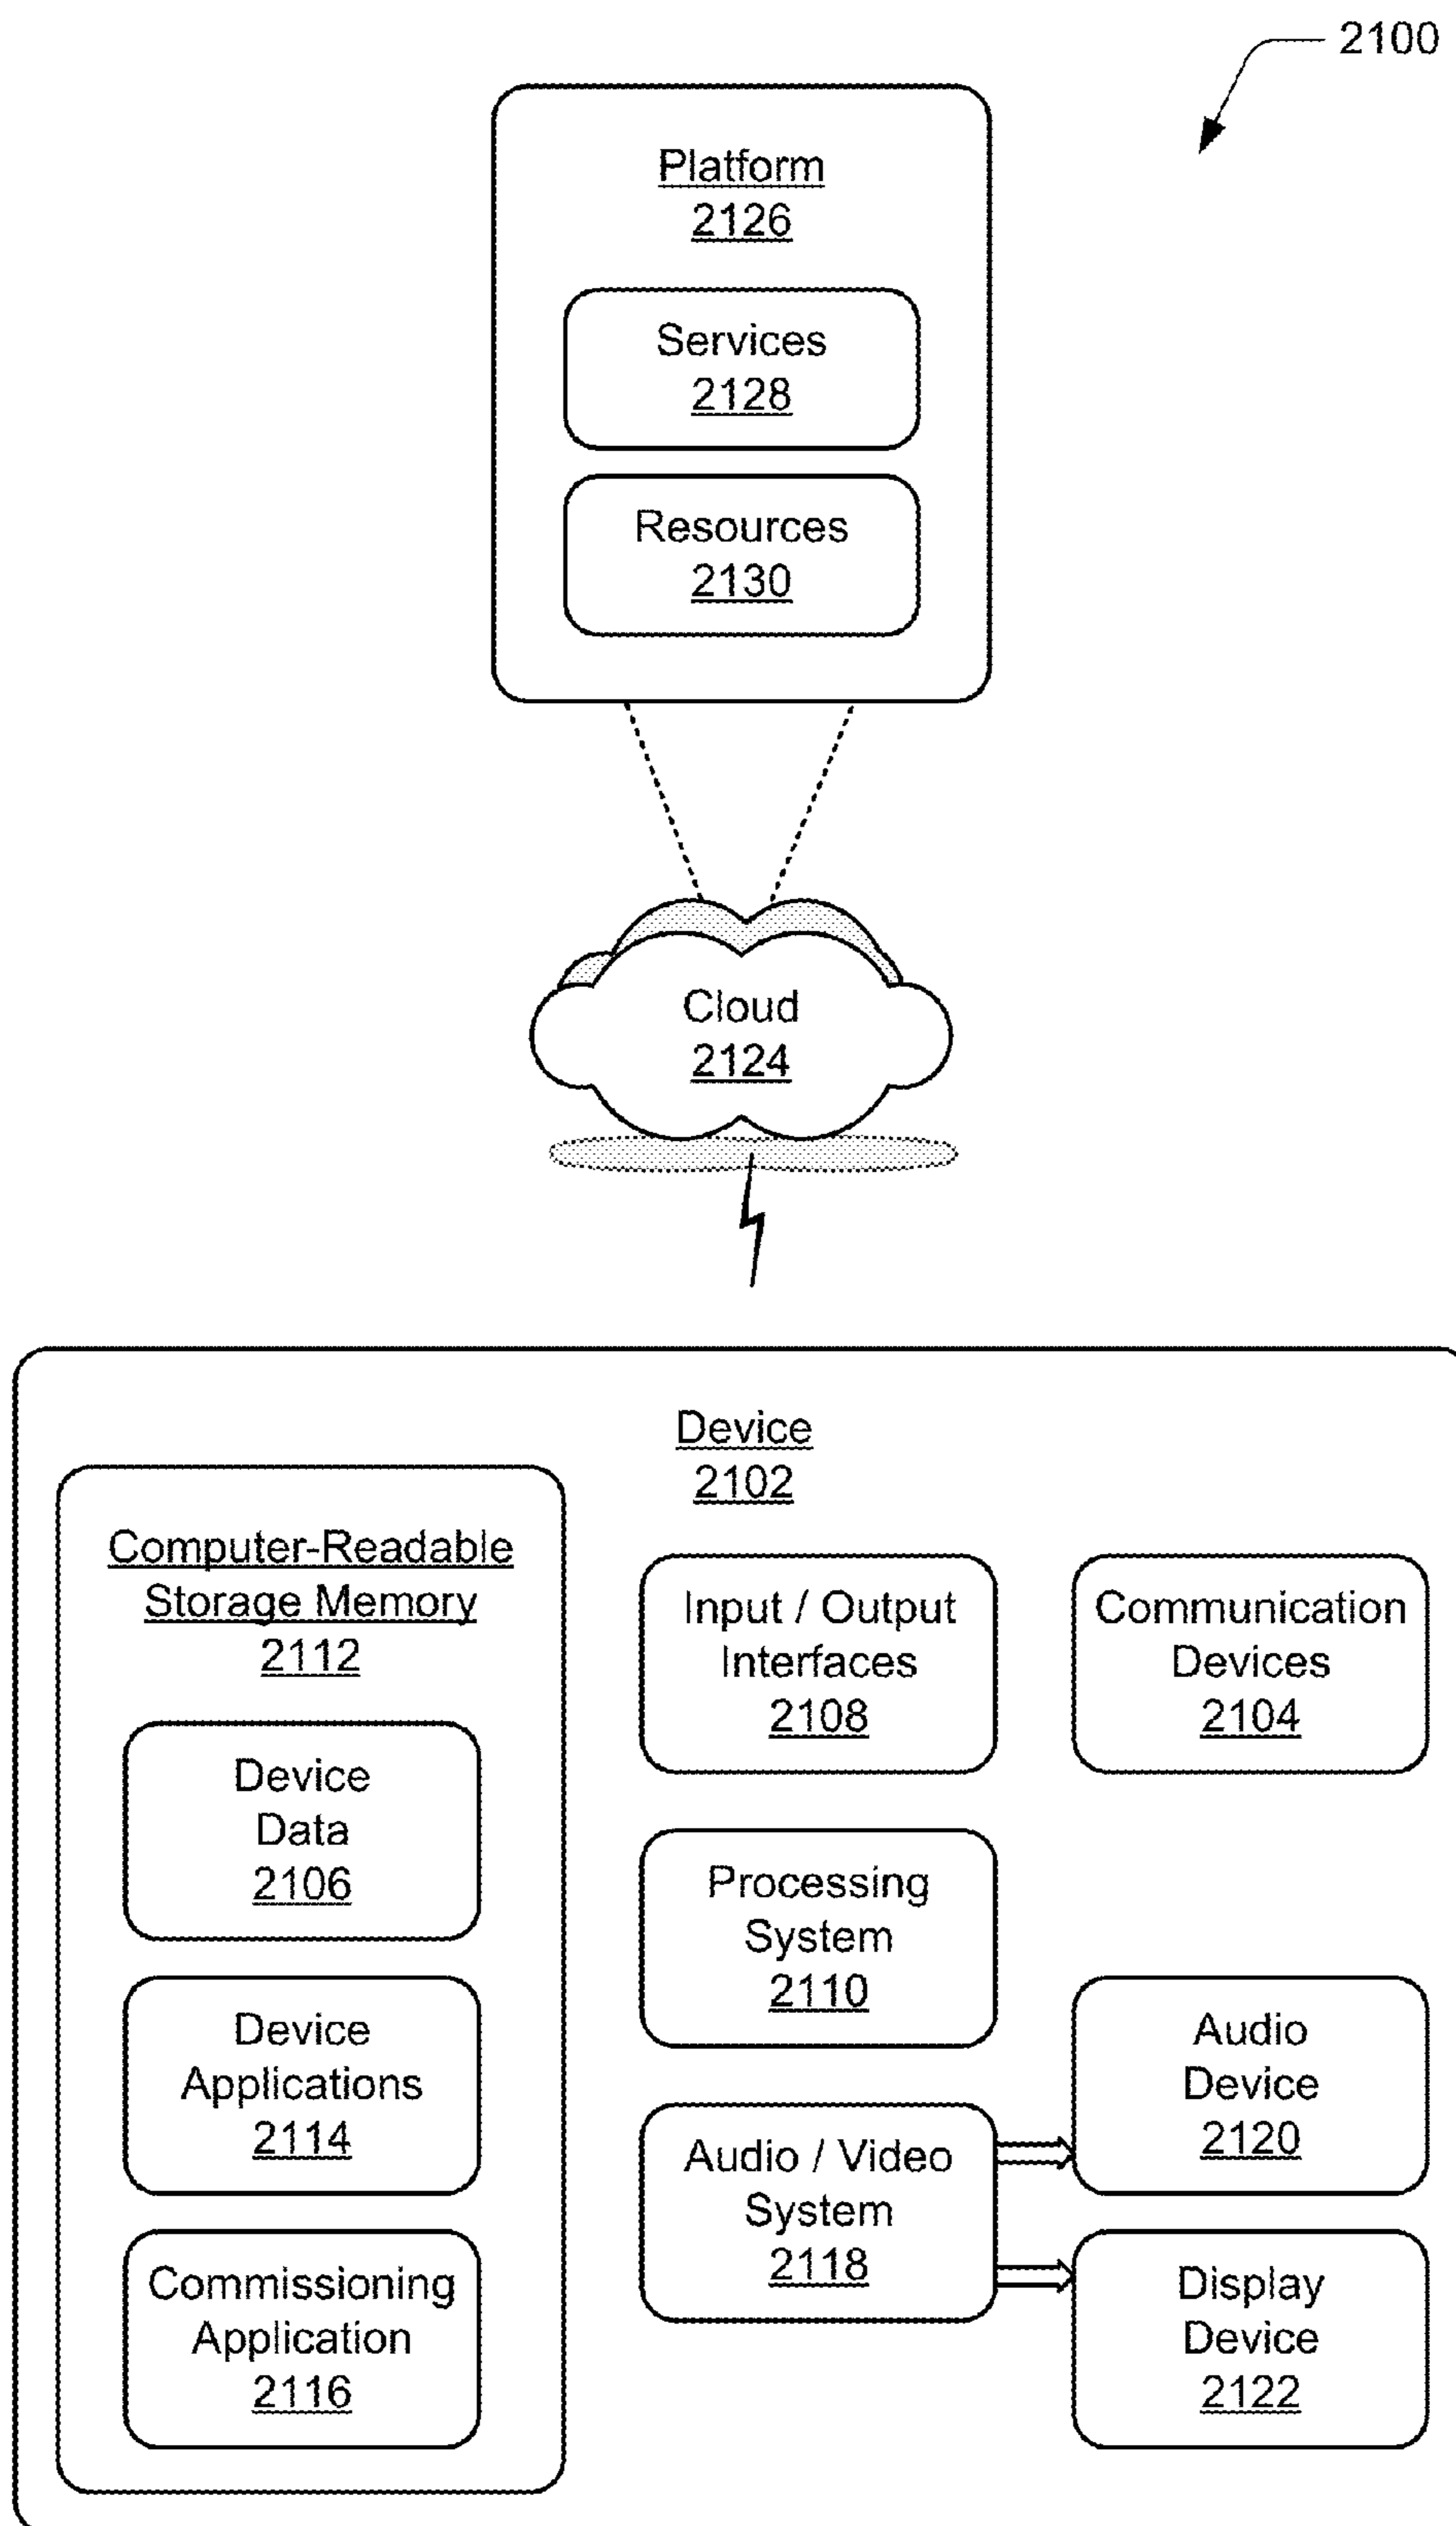 2100
Platform
2126
Services
2128
Resources
2130
Cloud
2124
Device
2102
Computer-Readable
Storage Memory
2112
Device
Data
2106
Device
Applications
2114
Commissioning
Application
2116
Input / Output
Interfaces
2108
Processing
System
2110
Audio / Video
System
2118
Communication
Devices
2104
Audio
Device
2120
Display
Device
2122